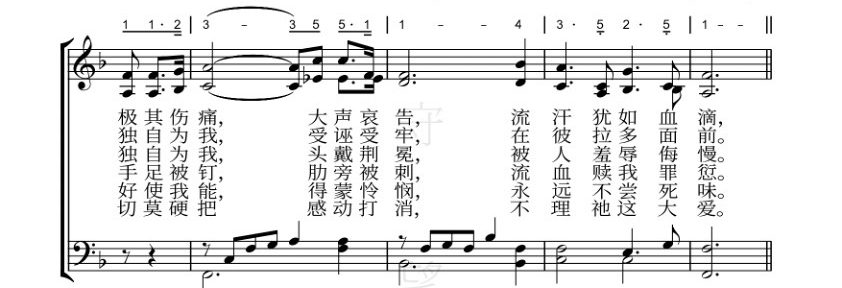 1 1· 2 | 3 – 3 5 5· 1 | 1 – 4 | 3· 5 2· 5 | 1 – – ‖
极其伤痛， 大声哀告， 流汗犹如血滴，
独自为我， 受诬受牢， 在彼拉多面前。
独自为我， 头戴荆冕， 被人羞辱侮慢。
手足被钉， 肋旁被刺， 流血赎我罪愆。
好使我能， 得蒙怜悯， 永远不尝死味。
切莫硬把 感动打消， 不理祂这大爱。